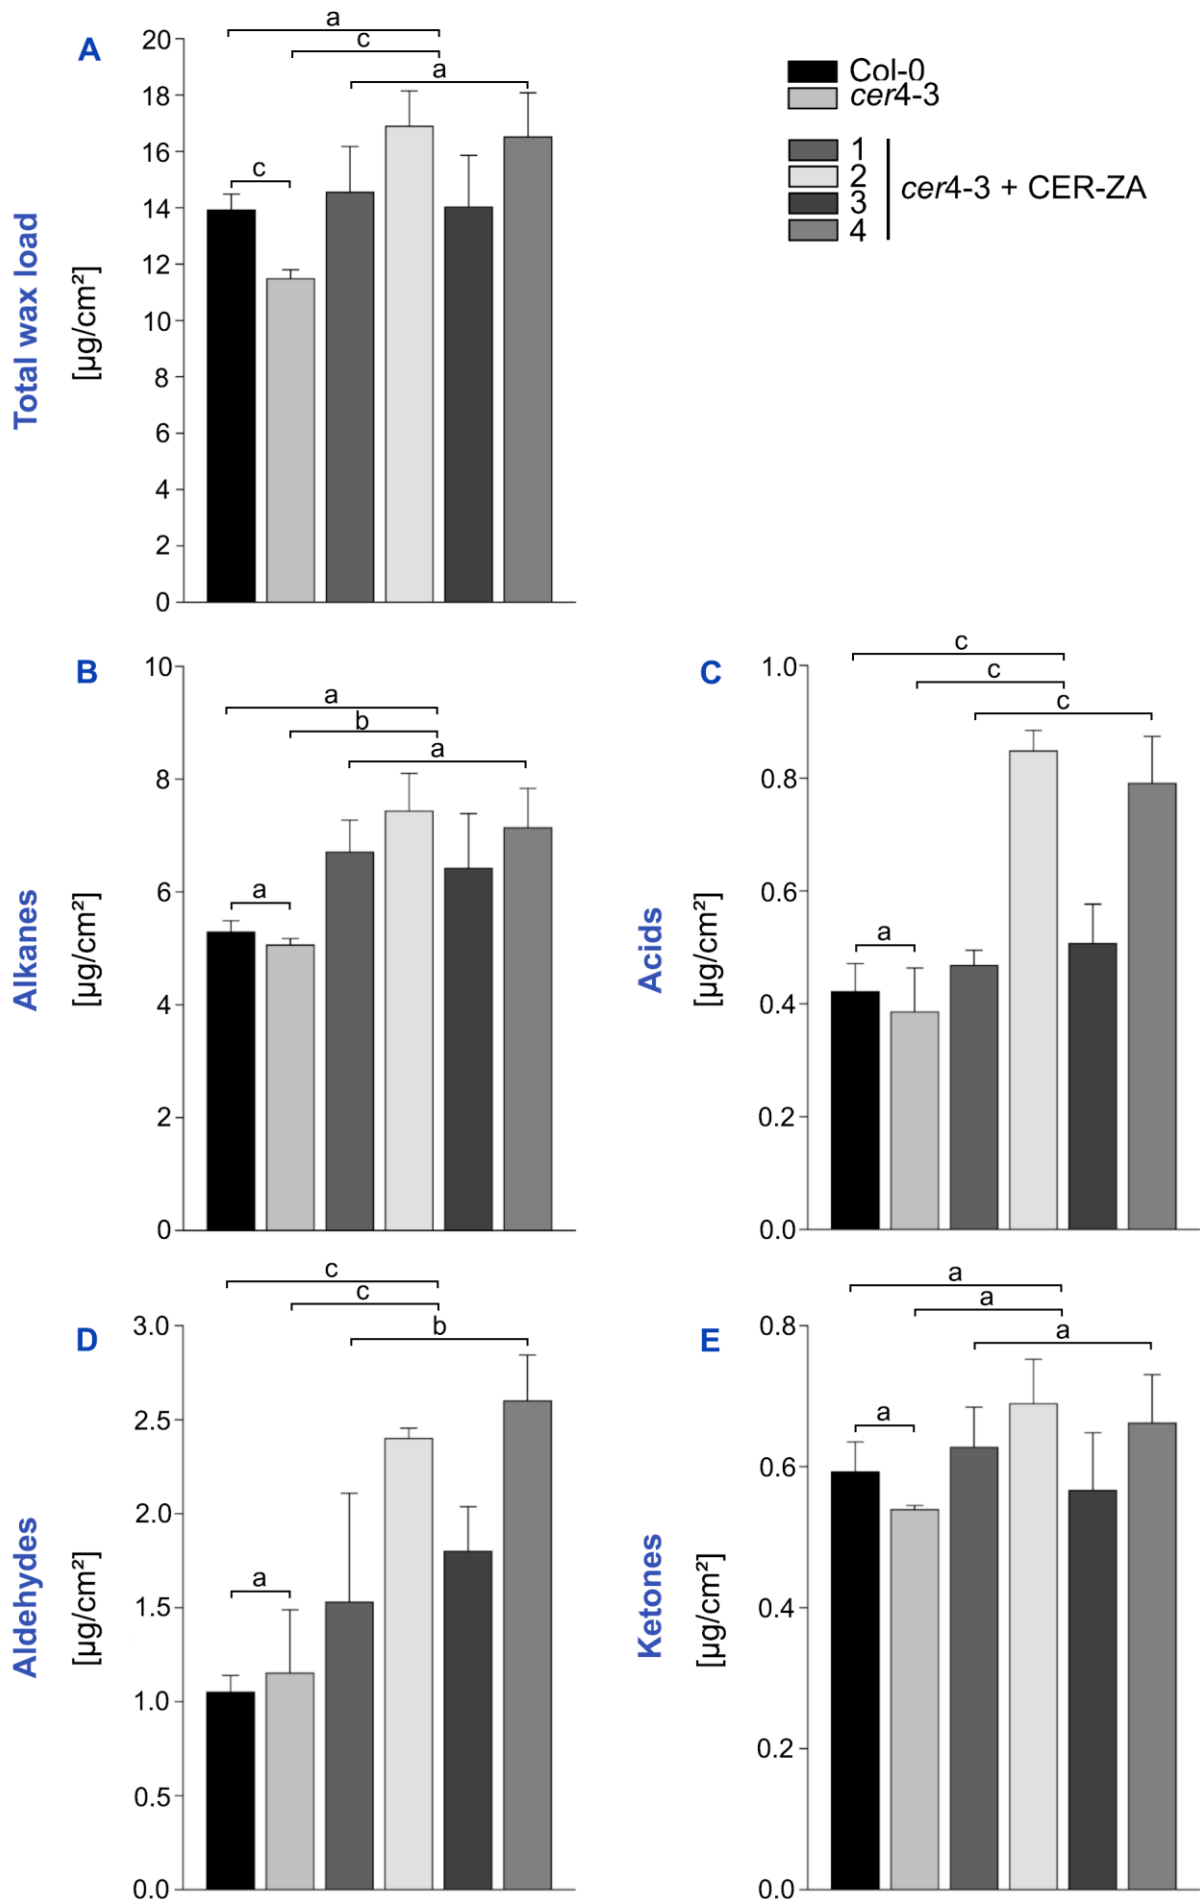 A
Total wax load
[µg/cm²]
20
18
16
14
12
10
8
6
4
2
0
a
c
a
c
Col-0
cer4-3
1
2
3
4
cer4-3 + CER-ZA
B
Alkanes
[µg/cm²]
10
8
6
4
2
0
a
b
a
a
C
Acids
[µg/cm²]
1.0
0.8
0.6
0.4
0.2
0.0
c
c
c
a
D
Aldehydes
[µg/cm²]
3.0
2.5
2.0
1.5
1.0
0.5
0.0
c
c
b
a
E
Ketones
[µg/cm²]
0.8
0.6
0.4
0.2
0.0
a
a
a
a